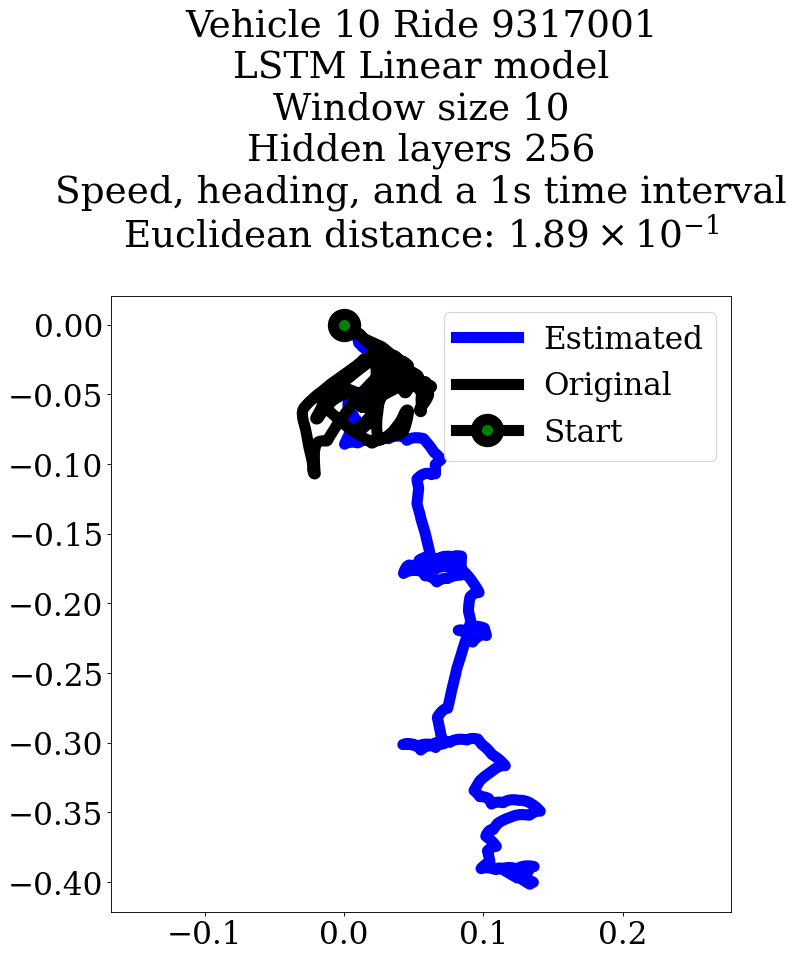 Vehicle 10 Ride 9317001
LSTM Linear model
Window size 10
Hidden layers 256
Speed, heading, and a 1s time interval
Euclidean distance: 1.89 × 10⁻¹
Estimated
Original
Start
0.00
−0.05
−0.10
−0.15
−0.20
−0.25
−0.30
−0.35
−0.40
−0.1
0.0
0.1
0.2